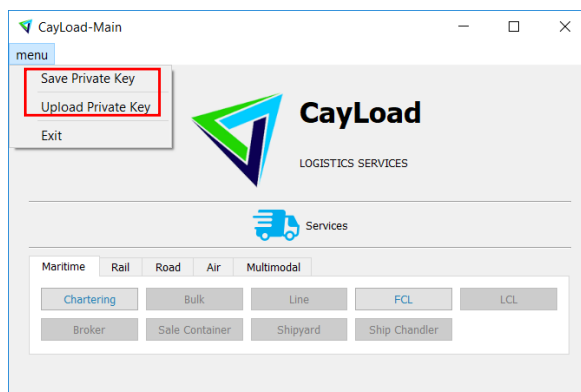 CayLoad-Main
menu
Save Private Key
Upload Private Key
Exit
CayLoad
LOGISTICS SERVICES
Services
Maritime Rail Road Air Multimodal
Chartering Bulk Line FCL LCL
Broker Sale Container Shipyard Ship Chandler